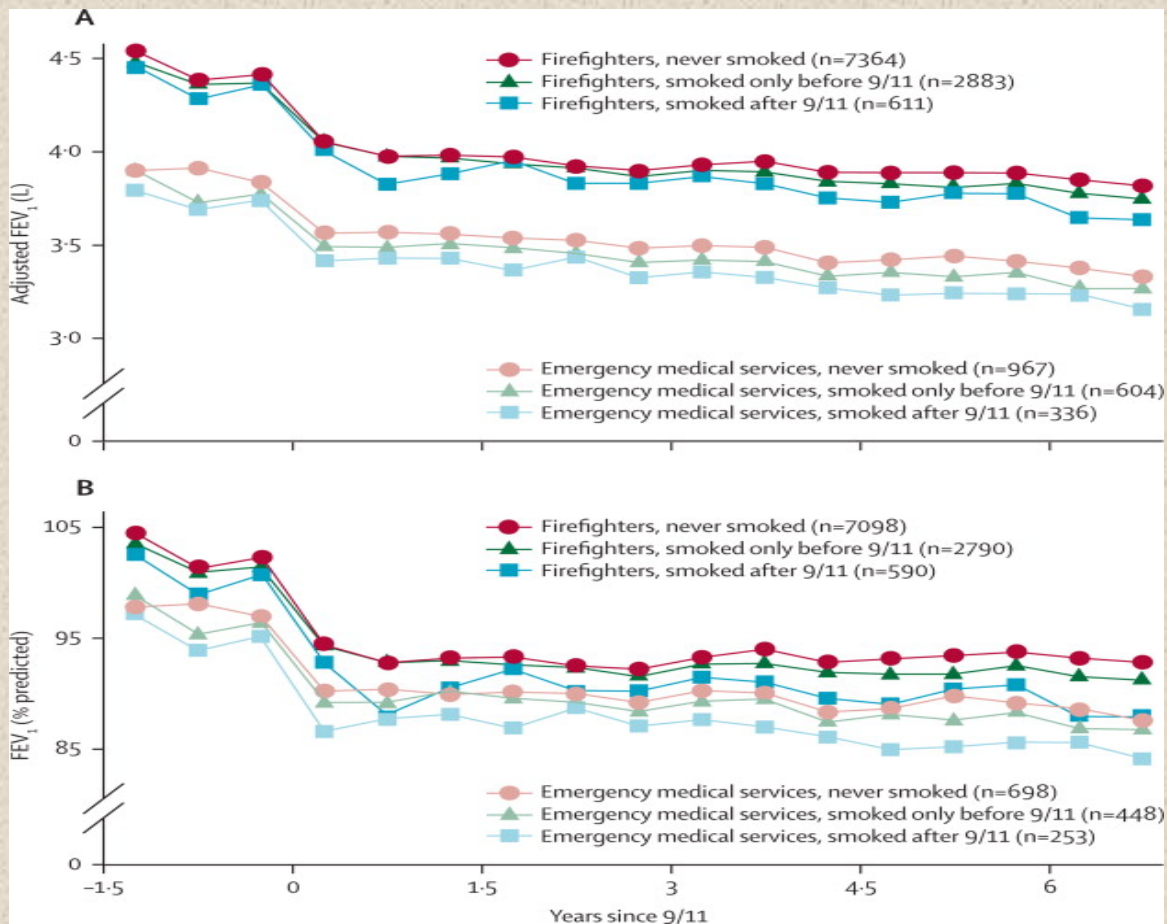 A
4·5
4·0
3·5
3·0
0
Adjusted FEV1 (L)
Firefighters, never smoked (n=7364)
Firefighters, smoked only before 9/11 (n=2883)
Firefighters, smoked after 9/11 (n=611)
Emergency medical services, never smoked (n=967)
Emergency medical services, smoked only before 9/11 (n=604)
Emergency medical services, smoked after 9/11 (n=336)
B
105
95
85
0
FEV1 (% predicted)
Firefighters, never smoked (n=7098)
Firefighters, smoked only before 9/11 (n=2790)
Firefighters, smoked after 9/11 (n=590)
Emergency medical services, never smoked (n=698)
Emergency medical services, smoked only before 9/11 (n=448)
Emergency medical services, smoked after 9/11 (n=253)
–1·5 0 1·5 3 4·5 6
Years since 9/11